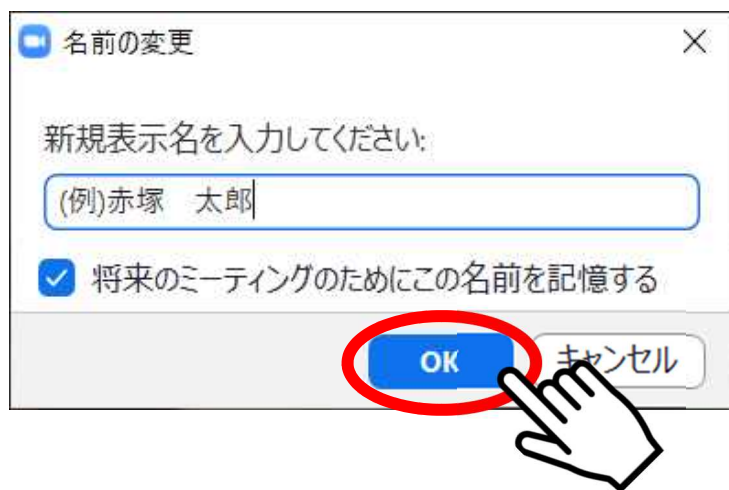 名前の変更
新規表示名を入力してください:
(例)赤塚　太郎
将来のミーティングのためにこの名前を記憶する
OK キャンセル